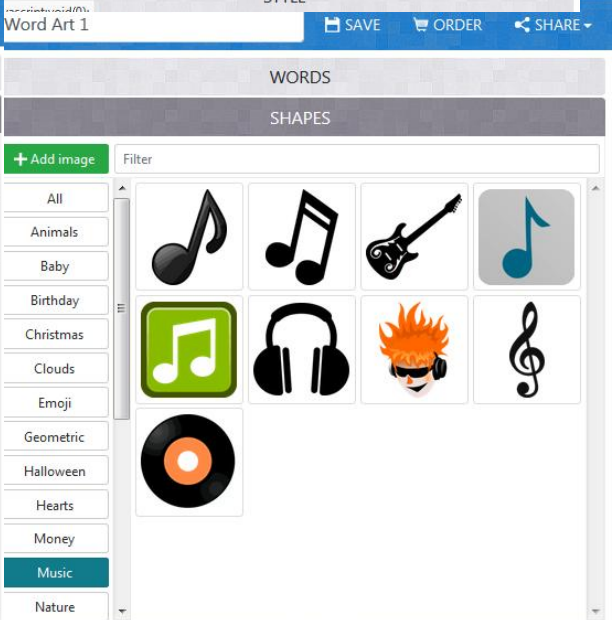 Word Art 1
SAVE
ORDER
SHARE
WORDS
SHAPES
+ Add image
Filter
All
Animals
Baby
Birthday
Christmas
Clouds
Emoji
Geometric
Halloween
Hearts
Money
Music
Nature